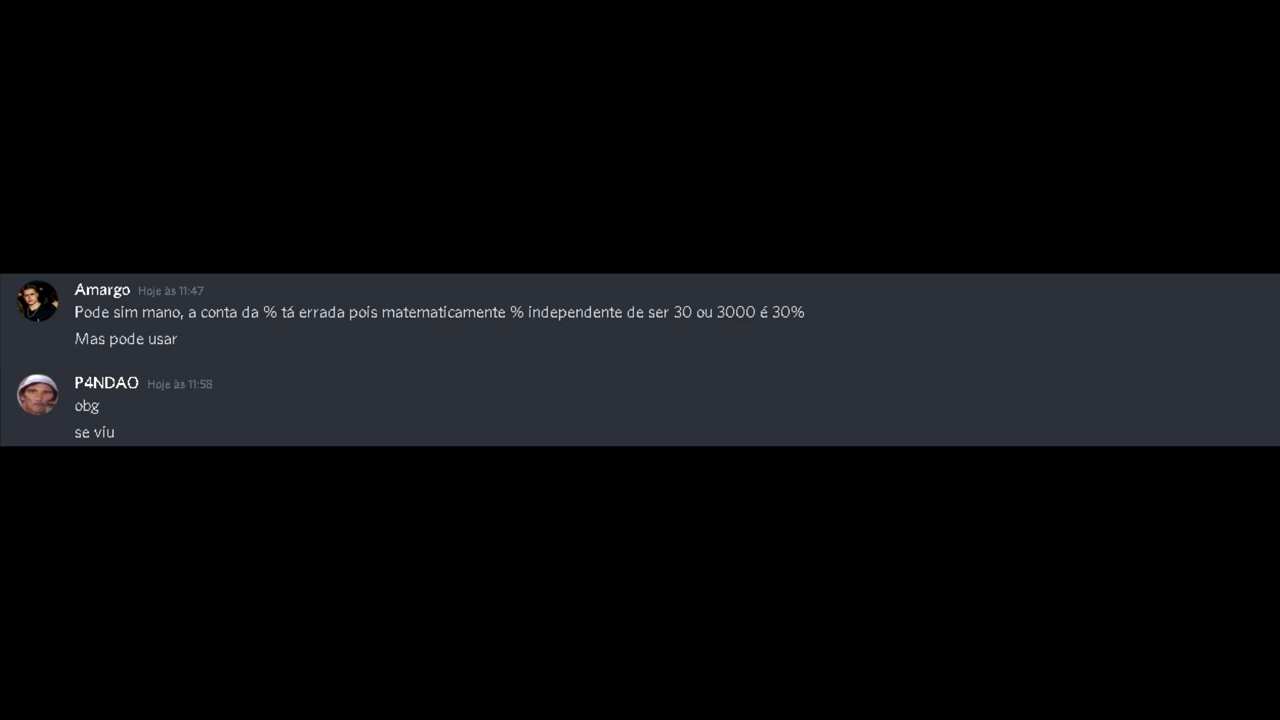 Amargo Hoje às 11:47
Pode sim mano, a conta da % tá errada pois matematicamente % independente de ser 30 ou 3000 é 30%
Mas pode usar
P4NDAO Hoje às 11:58
obg
se viu